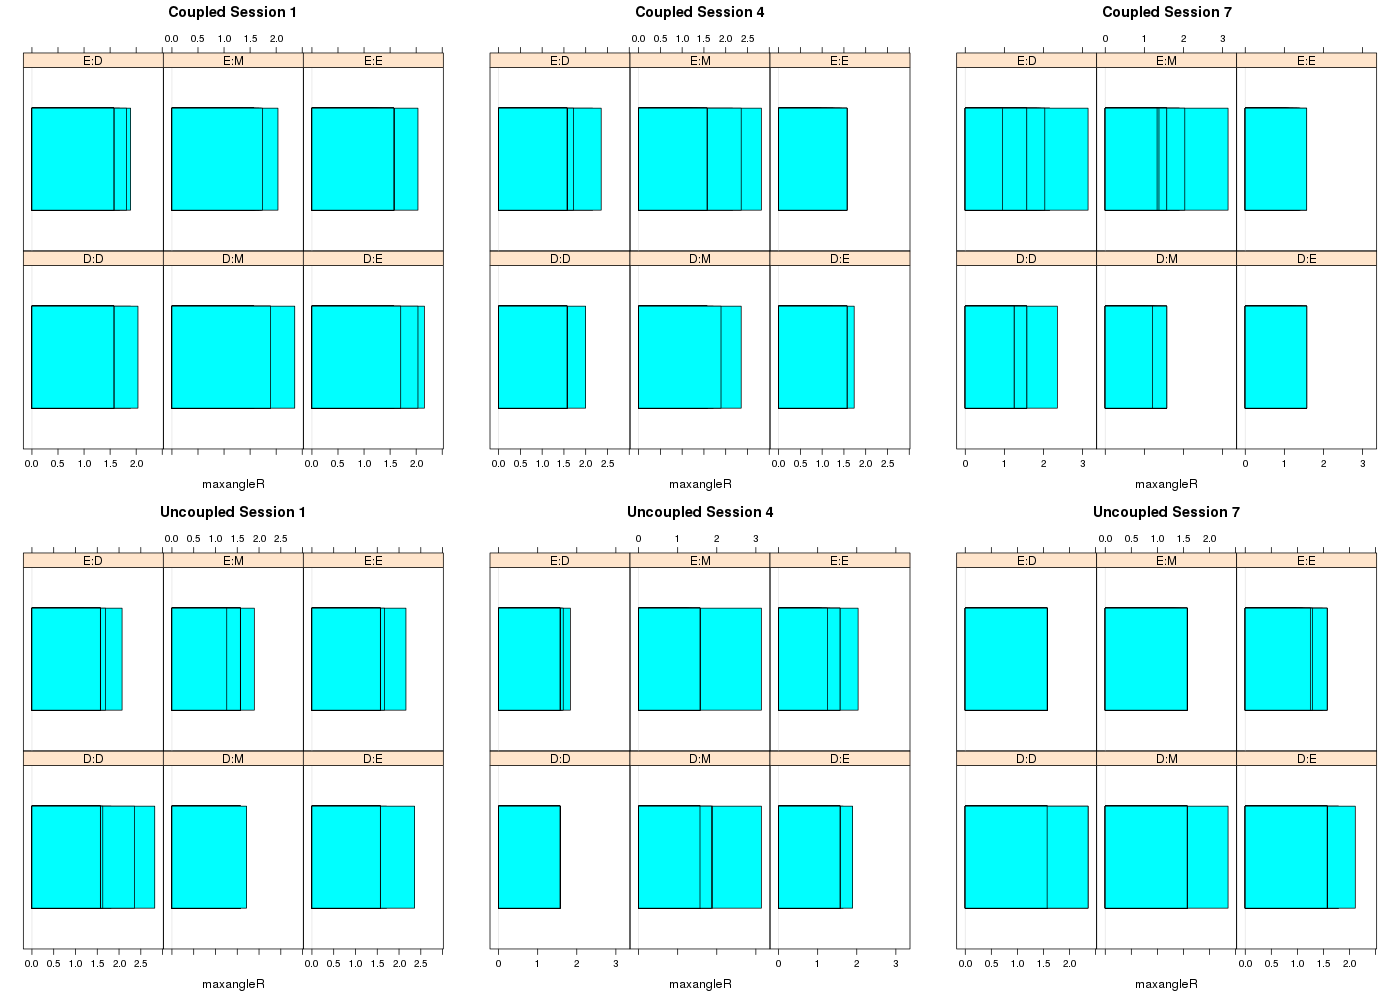 Coupled Session 1
0.0 0.5 1.0 1.5 2.0
E:D E:M E:E
D:D D:M D:E
0.0 0.5 1.0 1.5 2.0 0.0 0.5 1.0 1.5 2.0
maxangleR
Coupled Session 4
0.0 0.5 1.0 1.5 2.0 2.5
E:D E:M E:E
D:D D:M D:E
0.0 0.5 1.0 1.5 2.0 2.5 0.0 0.5 1.0 1.5 2.0 2.5
maxangleR
Coupled Session 7
0 1 2 3
E:D E:M E:E
D:D D:M D:E
0 1 2 3 0 1 2 3
maxangleR
Uncoupled Session 1
0.0 0.5 1.0 1.5 2.0 2.5
E:D E:M E:E
D:D D:M D:E
0.0 0.5 1.0 1.5 2.0 2.5 0.0 0.5 1.0 1.5 2.0 2.5
maxangleR
Uncoupled Session 4
0 1 2 3
E:D E:M E:E
D:D D:M D:E
0 1 2 3 0 1 2 3
maxangleR
Uncoupled Session 7
0.0 0.5 1.0 1.5 2.0
E:D E:M E:E
D:D D:M D:E
0.0 0.5 1.0 1.5 2.0 0.0 0.5 1.0 1.5 2.0
maxangleR